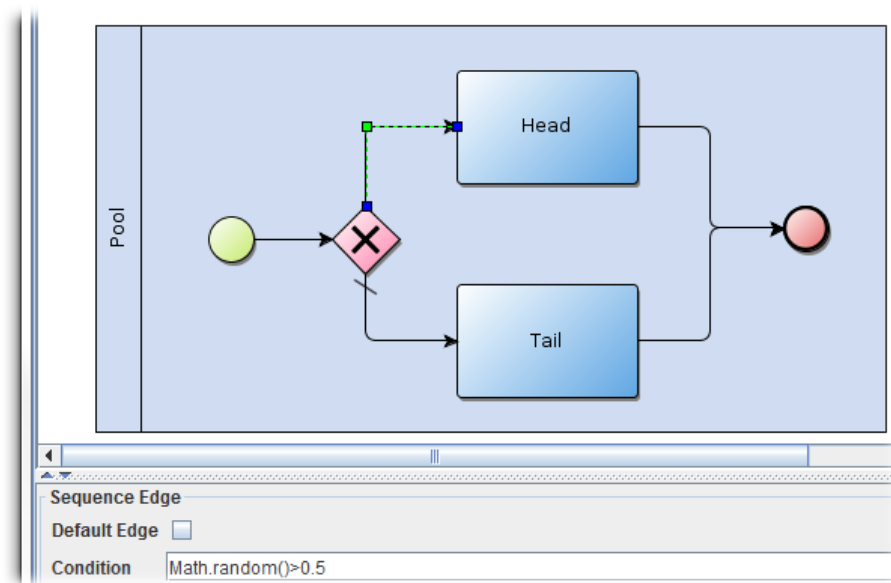 Pool
Head
Tail
Sequence Edge
Default Edge
Condition Math.random()>0.5